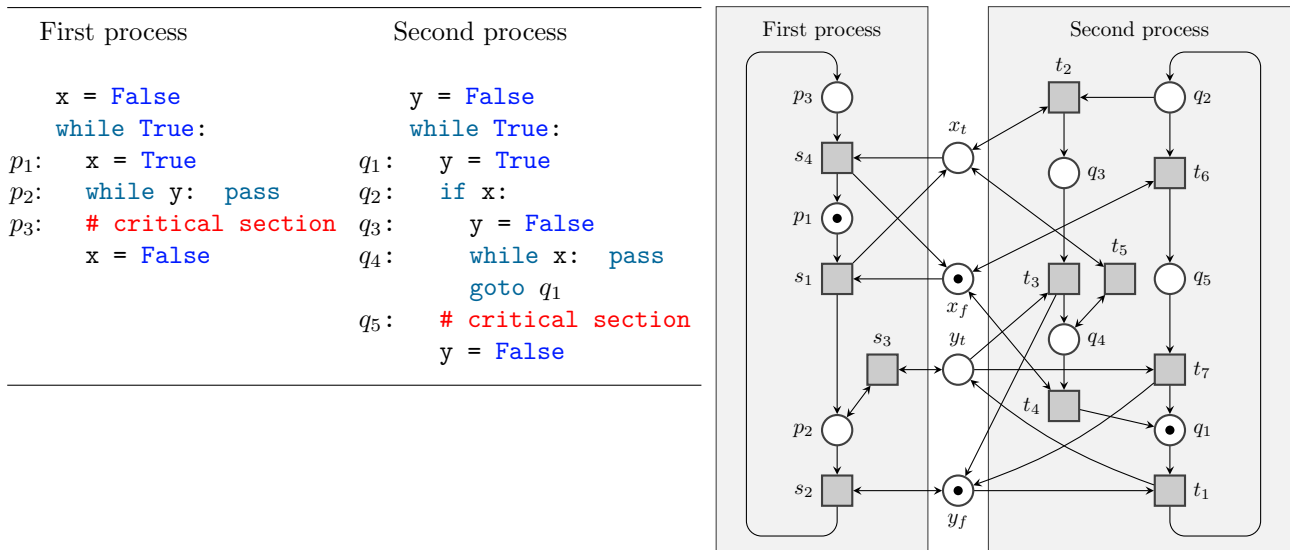 First process
x = False
while True:
p₁: x = True
p₂: while y: pass
p₃: # critical section
x = False
Second process
y = False
while True:
q₁: y = True
q₂: if x:
q₃: y = False
q₄: while x: pass
goto q₁
q₅: # critical section
y = False
First process
p₃
s₄
p₁
s₁
s₃
p₂
s₂
xₜ
x_f
yₜ
y_f
Second process
t₂
q₂
q₃
t₆
t₅
t₃
q₅
q₄
t₇
t₄
q₁
t₁